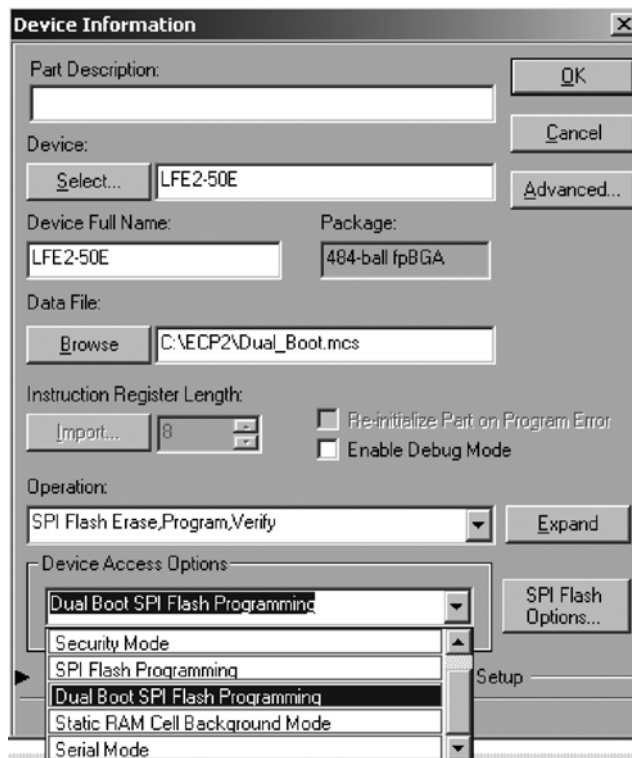 Device Information
Part Description:
OK
Device:
Cancel
Select...
LFE2-50E
Advanced...
Device Full Name:
Package:
LFE2-50E
484-ball fpBGA
Data File:
Browse
C:\ECP2\Dual_Boot.mcs
Instruction Register Length:
Import...
8
Re-initialize Part on Program Error
Enable Debug Mode
Operation:
SPI Flash Erase,Program,Verify
Expand
Device Access Options
Dual Boot SPI Flash Programming
SPI Flash
Options...
Security Mode
SPI Flash Programming
Setup
Dual Boot SPI Flash Programming
Static RAM Cell Background Mode
Serial Mode